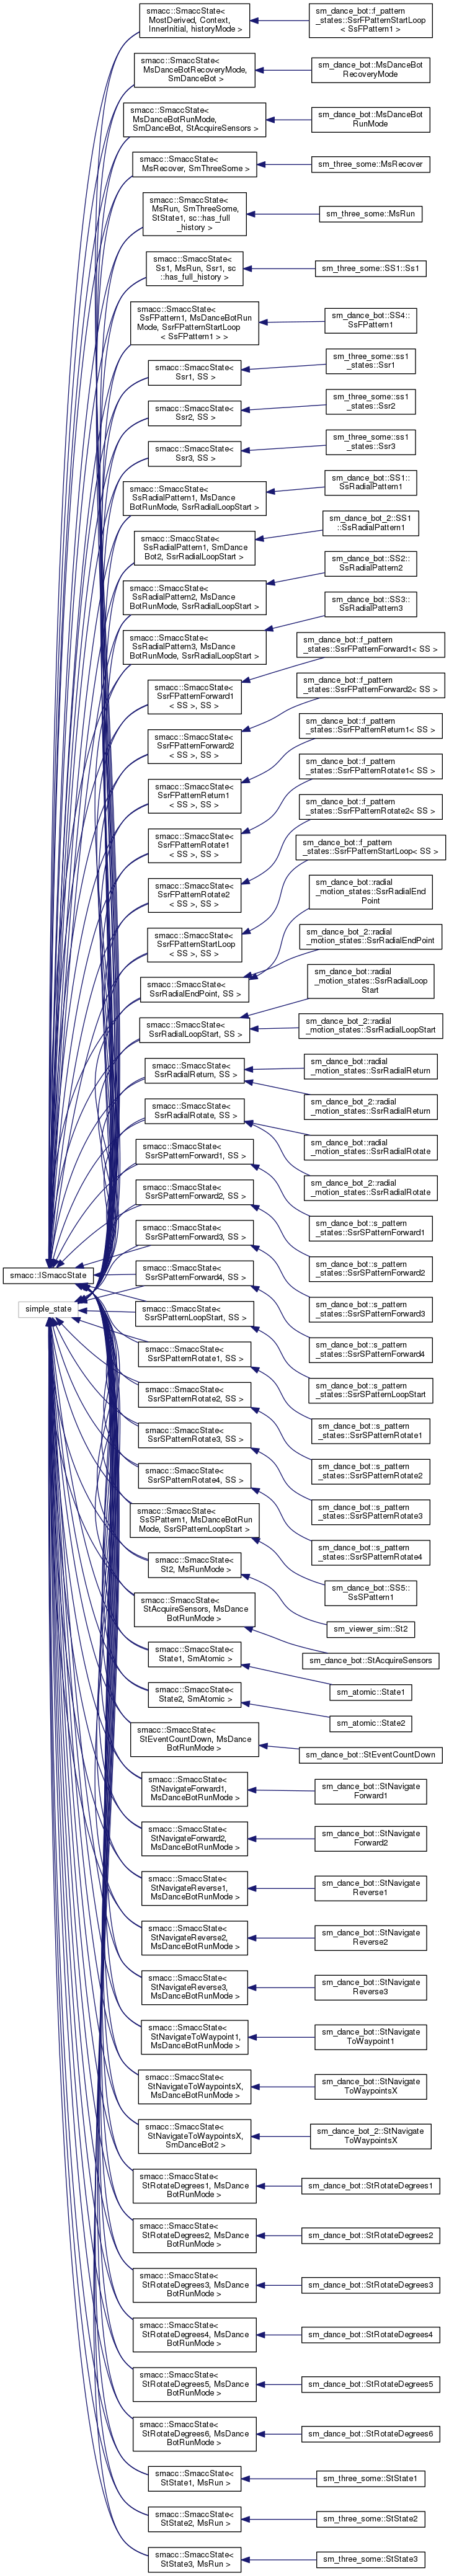 smacc::ISmaccState
simple_state
smacc::SmaccState<
MostDerived, Context,
InnerInitial, historyMode >
smacc::SmaccState<
MsDanceBotRecoveryMode,
SmDanceBot >
smacc::SmaccState<
MsDanceBotRunMode,
SmDanceBot, StAcquireSensors >
smacc::SmaccState<
MsRecover, SmThreeSome >
smacc::SmaccState<
MsRun, SmThreeSome,
StState1, sc::has_full
_history >
smacc::SmaccState<
Ss1, MsRun, Ssr1, sc
::has_full_history >
smacc::SmaccState<
SsFPattern1, MsDanceBotRun
Mode, SsrFPatternStartLoop
< SsFPattern1 > >
smacc::SmaccState<
Ssr1, SS >
smacc::SmaccState<
Ssr2, SS >
smacc::SmaccState<
Ssr3, SS >
smacc::SmaccState<
SsRadialPattern1, MsDance
BotRunMode, SsrRadialLoopStart >
smacc::SmaccState<
SsRadialPattern1, SmDance
Bot2, SsrRadialLoopStart >
smacc::SmaccState<
SsRadialPattern2, MsDance
BotRunMode, SsrRadialLoopStart >
smacc::SmaccState<
SsRadialPattern3, MsDance
BotRunMode, SsrRadialLoopStart >
smacc::SmaccState<
SsrFPatternForward1
< SS >, SS >
smacc::SmaccState<
SsrFPatternForward2
< SS >, SS >
smacc::SmaccState<
SsrFPatternReturn1
< SS >, SS >
smacc::SmaccState<
SsrFPatternRotate1
< SS >, SS >
smacc::SmaccState<
SsrFPatternRotate2
< SS >, SS >
smacc::SmaccState<
SsrFPatternStartLoop
< SS >, SS >
smacc::SmaccState<
SsrRadialEndPoint, SS >
smacc::SmaccState<
SsrRadialLoopStart, SS >
smacc::SmaccState<
SsrRadialReturn, SS >
smacc::SmaccState<
SsrRadialRotate, SS >
smacc::SmaccState<
SsrSPatternForward1, SS >
smacc::SmaccState<
SsrSPatternForward2, SS >
smacc::SmaccState<
SsrSPatternForward3, SS >
smacc::SmaccState<
SsrSPatternForward4, SS >
smacc::SmaccState<
SsrSPatternLoopStart, SS >
smacc::SmaccState<
SsrSPatternRotate1, SS >
smacc::SmaccState<
SsrSPatternRotate2, SS >
smacc::SmaccState<
SsrSPatternRotate3, SS >
smacc::SmaccState<
SsrSPatternRotate4, SS >
smacc::SmaccState<
SsSPattern1, MsDanceBotRun
Mode, SsrSPatternLoopStart >
smacc::SmaccState<
St2, MsRunMode >
smacc::SmaccState<
StAcquireSensors, MsDance
BotRunMode >
smacc::SmaccState<
State1, SmAtomic >
smacc::SmaccState<
State2, SmAtomic >
smacc::SmaccState<
StEventCountDown, MsDance
BotRunMode >
smacc::SmaccState<
StNavigateForward1,
MsDanceBotRunMode >
smacc::SmaccState<
StNavigateForward2,
MsDanceBotRunMode >
smacc::SmaccState<
StNavigateReverse1,
MsDanceBotRunMode >
smacc::SmaccState<
StNavigateReverse2,
MsDanceBotRunMode >
smacc::SmaccState<
StNavigateReverse3,
MsDanceBotRunMode >
smacc::SmaccState<
StNavigateToWaypoint1,
MsDanceBotRunMode >
smacc::SmaccState<
StNavigateToWaypointsX,
MsDanceBotRunMode >
smacc::SmaccState<
StNavigateToWaypointsX,
SmDanceBot2 >
smacc::SmaccState<
StRotateDegrees1, MsDance
BotRunMode >
smacc::SmaccState<
StRotateDegrees2, MsDance
BotRunMode >
smacc::SmaccState<
StRotateDegrees3, MsDance
BotRunMode >
smacc::SmaccState<
StRotateDegrees4, MsDance
BotRunMode >
smacc::SmaccState<
StRotateDegrees5, MsDance
BotRunMode >
smacc::SmaccState<
StRotateDegrees6, MsDance
BotRunMode >
smacc::SmaccState<
StState1, MsRun >
smacc::SmaccState<
StState2, MsRun >
smacc::SmaccState<
StState3, MsRun >
sm_dance_bot::f_pattern
_states::SsrFPatternStartLoop
< SsFPattern1 >
sm_dance_bot::MsDanceBot
RecoveryMode
sm_dance_bot::MsDanceBot
RunMode
sm_three_some::MsRecover
sm_three_some::MsRun
sm_three_some::SS1::Ss1
sm_dance_bot::SS4::
SsFPattern1
sm_three_some::ss1
_states::Ssr1
sm_three_some::ss1
_states::Ssr2
sm_three_some::ss1
_states::Ssr3
sm_dance_bot::SS1::
SsRadialPattern1
sm_dance_bot_2::SS1
::SsRadialPattern1
sm_dance_bot::SS2::
SsRadialPattern2
sm_dance_bot::SS3::
SsRadialPattern3
sm_dance_bot::f_pattern
_states::SsrFPatternForward1< SS >
sm_dance_bot::f_pattern
_states::SsrFPatternForward2< SS >
sm_dance_bot::f_pattern
_states::SsrFPatternReturn1< SS >
sm_dance_bot::f_pattern
_states::SsrFPatternRotate1< SS >
sm_dance_bot::f_pattern
_states::SsrFPatternRotate2< SS >
sm_dance_bot::f_pattern
_states::SsrFPatternStartLoop< SS >
sm_dance_bot::radial
_motion_states::SsrRadialEnd
Point
sm_dance_bot_2::radial
_motion_states::SsrRadialEndPoint
sm_dance_bot::radial
_motion_states::SsrRadialLoop
Start
sm_dance_bot_2::radial
_motion_states::SsrRadialLoopStart
sm_dance_bot::radial
_motion_states::SsrRadialReturn
sm_dance_bot_2::radial
_motion_states::SsrRadialReturn
sm_dance_bot::radial
_motion_states::SsrRadialRotate
sm_dance_bot_2::radial
_motion_states::SsrRadialRotate
sm_dance_bot::s_pattern
_states::SsrSPatternForward1
sm_dance_bot::s_pattern
_states::SsrSPatternForward2
sm_dance_bot::s_pattern
_states::SsrSPatternForward3
sm_dance_bot::s_pattern
_states::SsrSPatternForward4
sm_dance_bot::s_pattern
_states::SsrSPatternLoopStart
sm_dance_bot::s_pattern
_states::SsrSPatternRotate1
sm_dance_bot::s_pattern
_states::SsrSPatternRotate2
sm_dance_bot::s_pattern
_states::SsrSPatternRotate3
sm_dance_bot::s_pattern
_states::SsrSPatternRotate4
sm_dance_bot::SS5::
SsSPattern1
sm_viewer_sim::St2
sm_dance_bot::StAcquireSensors
sm_atomic::State1
sm_atomic::State2
sm_dance_bot::StEventCountDown
sm_dance_bot::StNavigate
Forward1
sm_dance_bot::StNavigate
Forward2
sm_dance_bot::StNavigate
Reverse1
sm_dance_bot::StNavigate
Reverse2
sm_dance_bot::StNavigate
Reverse3
sm_dance_bot::StNavigate
ToWaypoint1
sm_dance_bot::StNavigate
ToWaypointsX
sm_dance_bot_2::StNavigate
ToWaypointsX
sm_dance_bot::StRotateDegrees1
sm_dance_bot::StRotateDegrees2
sm_dance_bot::StRotateDegrees3
sm_dance_bot::StRotateDegrees4
sm_dance_bot::StRotateDegrees5
sm_dance_bot::StRotateDegrees6
sm_three_some::StState1
sm_three_some::StState2
sm_three_some::StState3